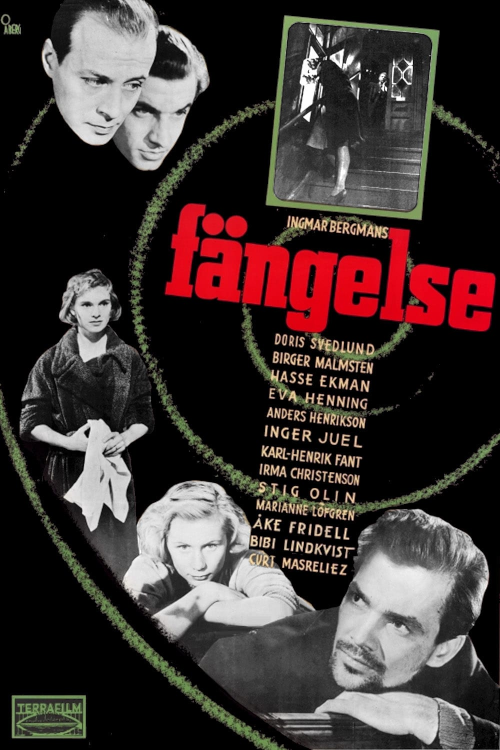 INGMAR BERGMANS
fängelse
DORIS SVEDLUND
BIRGER MALMSTEN
HASSE EKMAN
EVA HENNING
ANDERS HENRIKSON
INGER JUEL
KARL-HENRIK FANT
IRMA CHRISTENSON
STIG OLIN
MARIANNE LÖFGREN
ÅKE FRIDELL
BIBI LINDKVIST
CURT MASRELIEZ
TERRAFILM